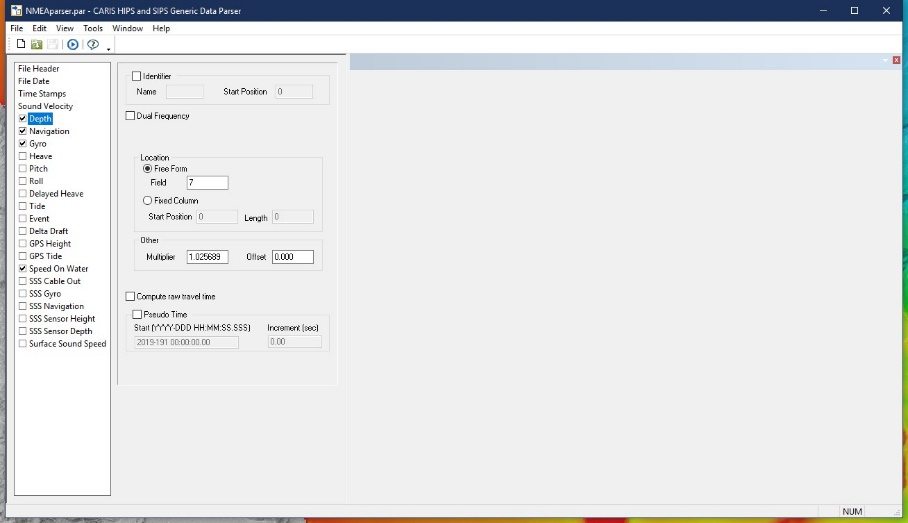 NMEAparser.par - CARIS HIPS and SIPS Generic Data Parser
File Edit View Tools Window Help
File Header
File Date
Time Stamps
Sound Velocity
Depth
Navigation
Gyro
Heave
Pitch
Roll
Delayed Heave
Tide
Event
Delta Draft
GPS Height
GPS Tide
Speed On Water
SSS Cable Out
SSS Gyro
SSS Navigation
SSS Sensor Height
SSS Sensor Depth
Surface Sound Speed
Identifier
Name Start Position 0
Dual Frequency
Location
Free Form
Field 7
Fixed Column
Start Position 0 Length 0
Other
Multiplier 1.025689 Offset 0.000
Compute raw travel time
Pseudo Time
Start (YYYY-DDD HH:MM:SS.SSS) Increment (sec)
2019-191 00:00:00.00 0.00
NUM